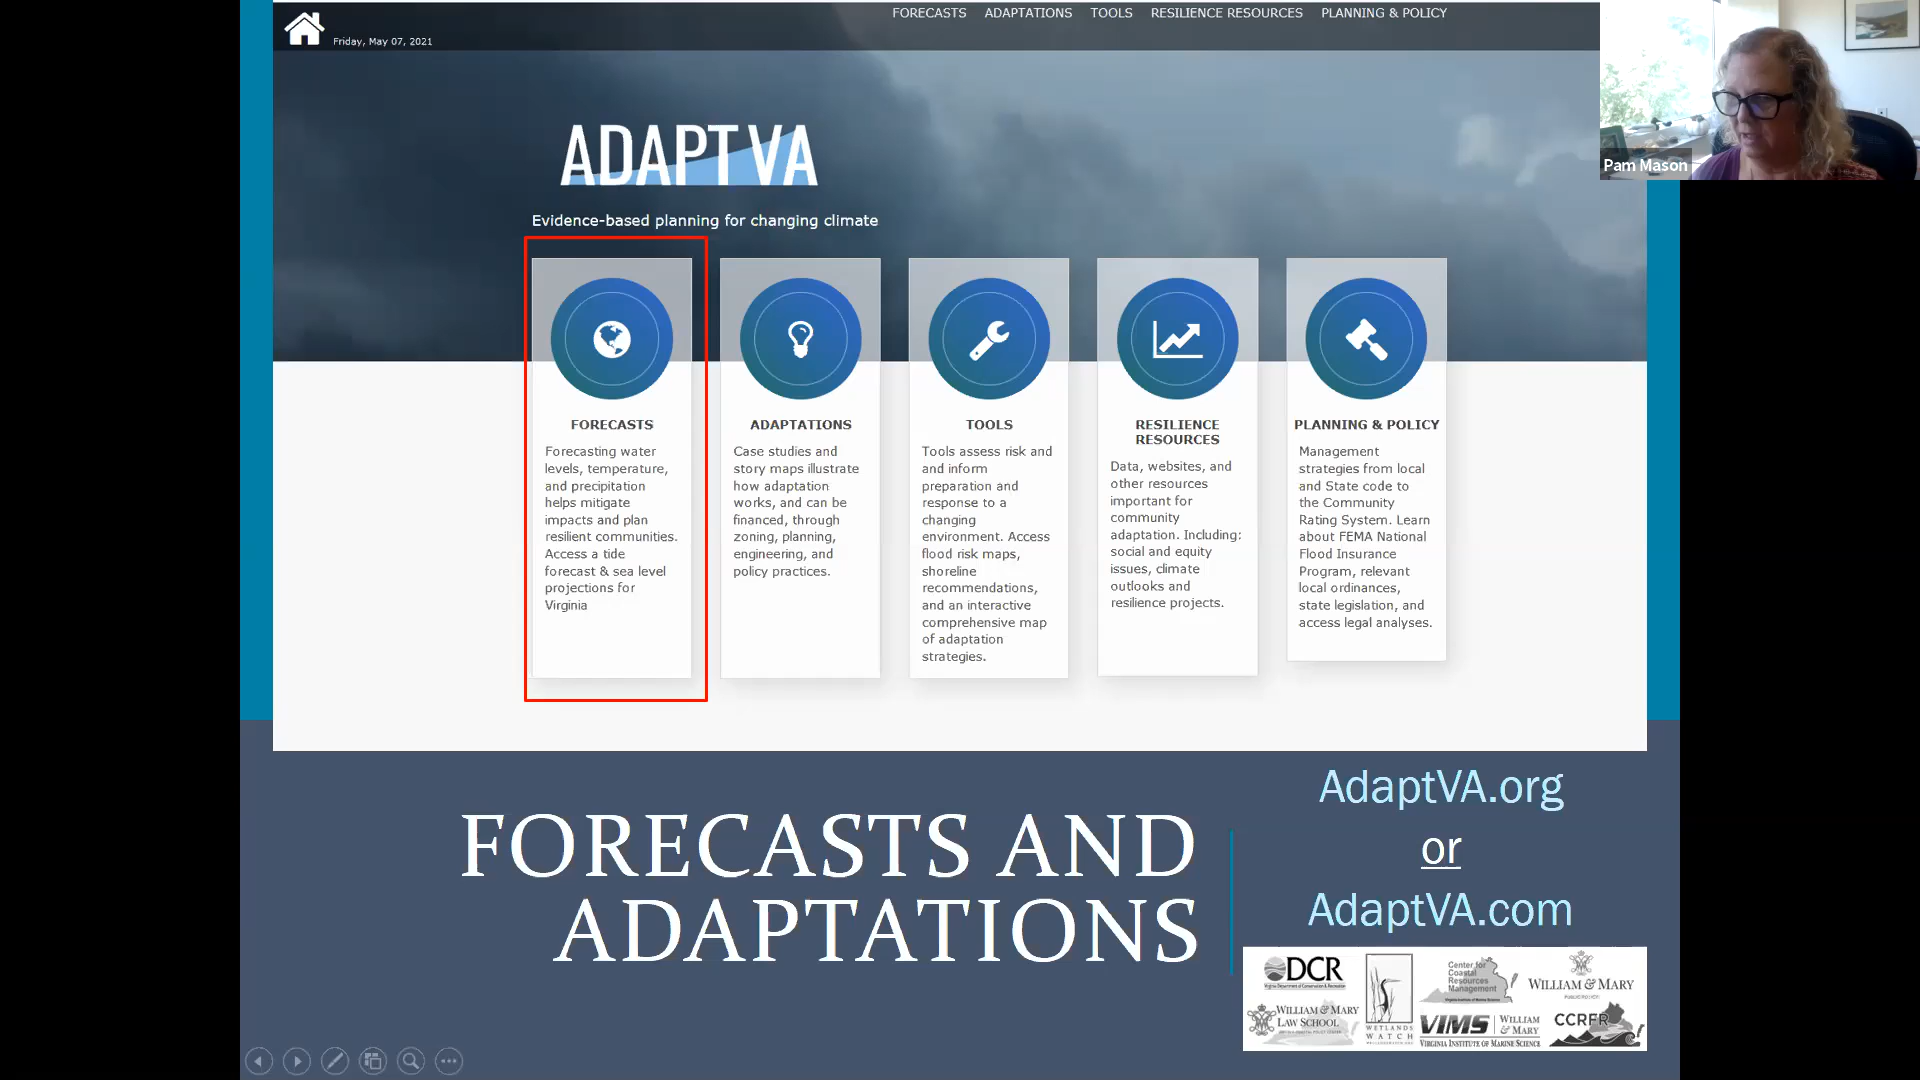 FORECASTS ADAPTATIONS TOOLS RESILIENCE RESOURCES PLANNING & POLICY
Friday, May 07, 2021
Pam Mason
ADAPT VA
Evidence-based planning for changing climate
FORECASTS
Forecasting water
levels, temperature,
and precipitation
helps mitigate
impacts and plan
resilient communities.
Access a tide
forecast & sea level
projections for
Virginia
ADAPTATIONS
Case studies and
story maps illustrate
how adaptation
works, and can be
financed, through
zoning, planning,
engineering, and
policy practices.
TOOLS
Tools assess risk and
and inform
preparation and
response to a
changing
environment. Access
flood risk maps,
shoreline
recommendations,
and an interactive
comprehensive map
of adaptation
strategies.
RESILIENCE
RESOURCES
Data, websites, and
other resources
important for
community
adaptation. Including:
social and equity
issues, climate
outlooks and
resilience projects.
PLANNING & POLICY
Management
strategies from local
and State code to
the Community
Rating System. Learn
about FEMA National
Flood Insurance
Program, relevant
local ordinances,
state legislation, and
access legal analyses.
FORECASTS AND
ADAPTATIONS
AdaptVA.org
or
AdaptVA.com
DCR
Virginia Department of Conservation & Recreation
WETLANDS
WATCH
Center for
Coastal
Resources
Management
WILLIAM & MARY
WILLIAM & MARY
LAW SCHOOL
VIMS WILLIAM
& MARY
VIRGINIA INSTITUTE OF MARINE SCIENCE
CCRFR